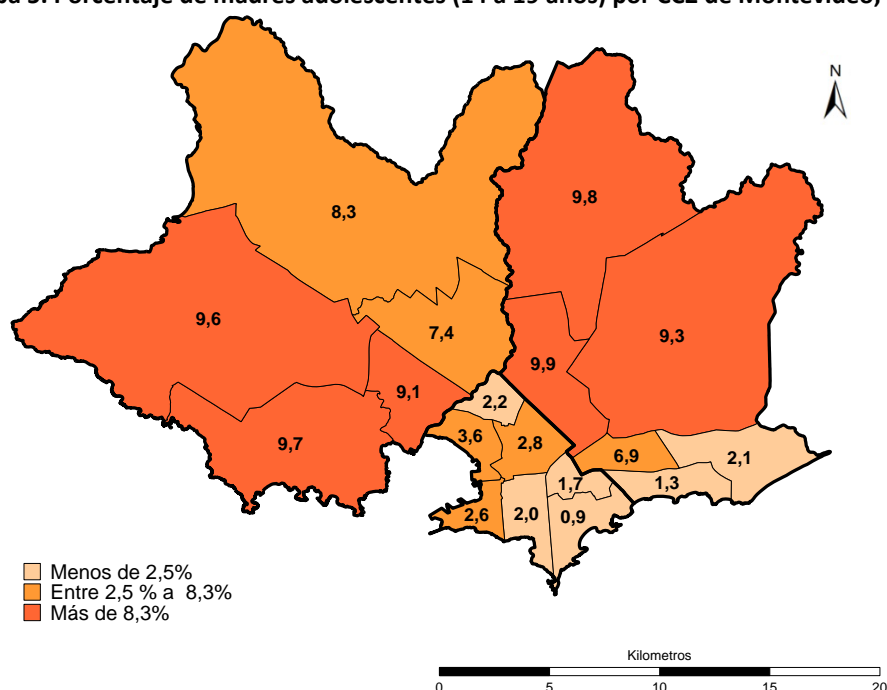 3. Porcentaje de madres adolescentes (14 a 19 años) por CCZ de Montevideo,
N
9,8
8,3
9,6
7,4
9,3
9,9
9,1
2,2
9,7
3,6
2,8
6,9
2,1
1,7
1,3
2,6
2,0
0,9
Menos de 2,5%
Entre 2,5 % a 8,3%
Más de 8,3%
Kilometros
0 5 10 15 20